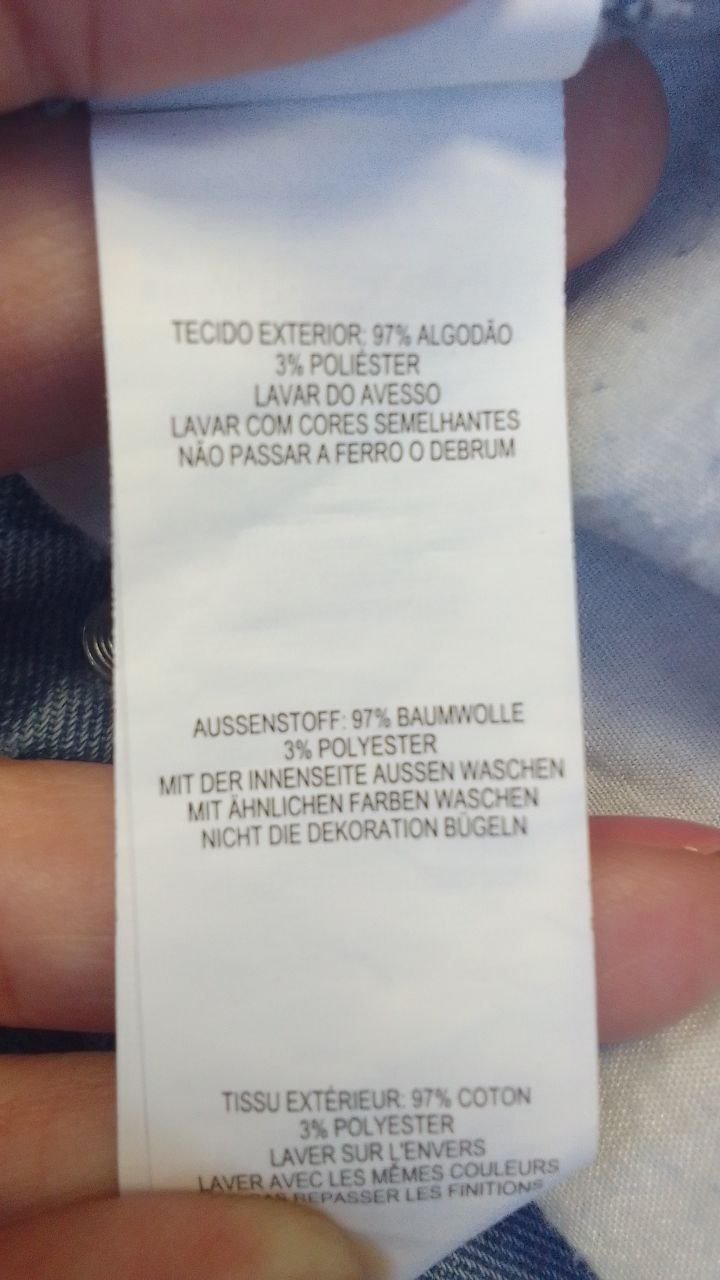 TECIDO EXTERIOR: 97% ALGODÃO
3% POLIÉSTER
LAVAR DO AVESSO
LAVAR COM CORES SEMELHANTES
NÃO PASSAR A FERRO O DEBRUM
AUSSENSTOFF: 97% BAUMWOLLE
3% POLYESTER
MIT DER INNENSEITE AUSSEN WASCHEN
MIT ÄHNLICHEN FARBEN WASCHEN
NICHT DIE DEKORATION BÜGELN
TISSU EXTÉRIEUR: 97% COTON
3% POLYESTER
LAVER SUR L'ENVERS
LAVER AVEC LES MÊMES COULEURS
REPASSER LES FINITIONS